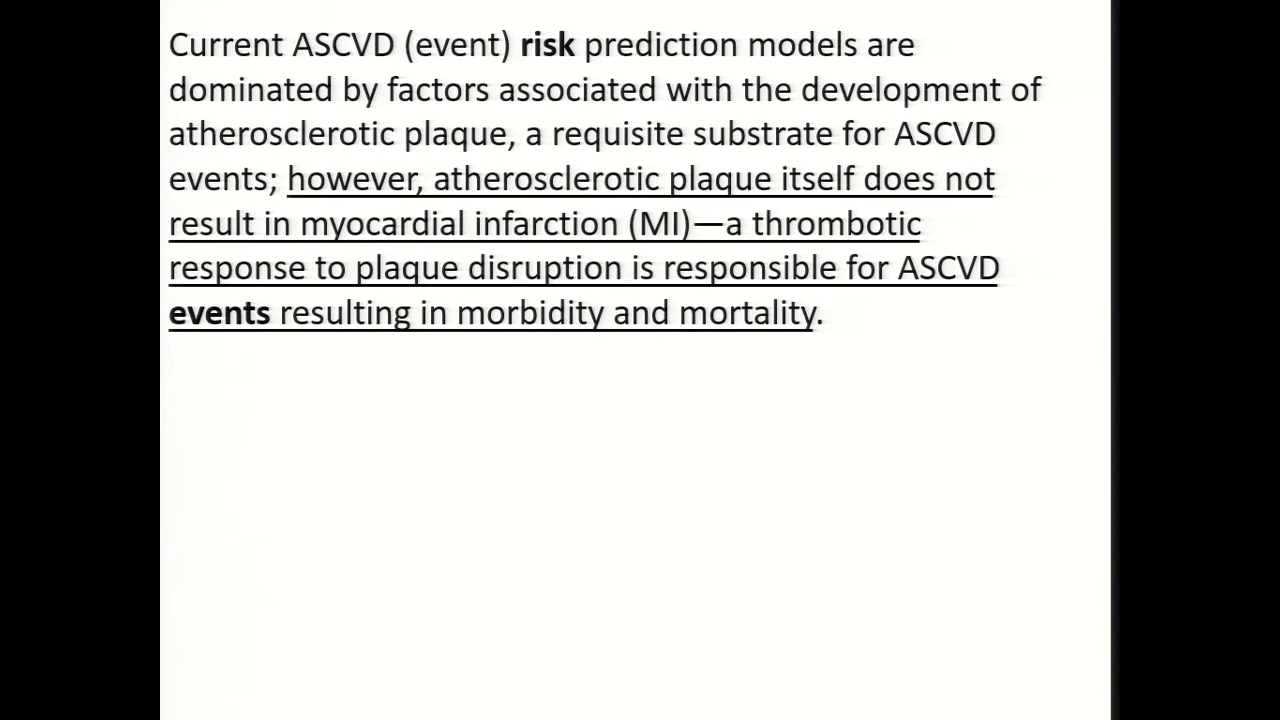 Current ASCVD (event) risk prediction models are
dominated by factors associated with the development of
atherosclerotic plaque, a requisite substrate for ASCVD
events; however, atherosclerotic plaque itself does not
result in myocardial infarction (MI)—a thrombotic
response to plaque disruption is responsible for ASCVD
events resulting in morbidity and mortality.